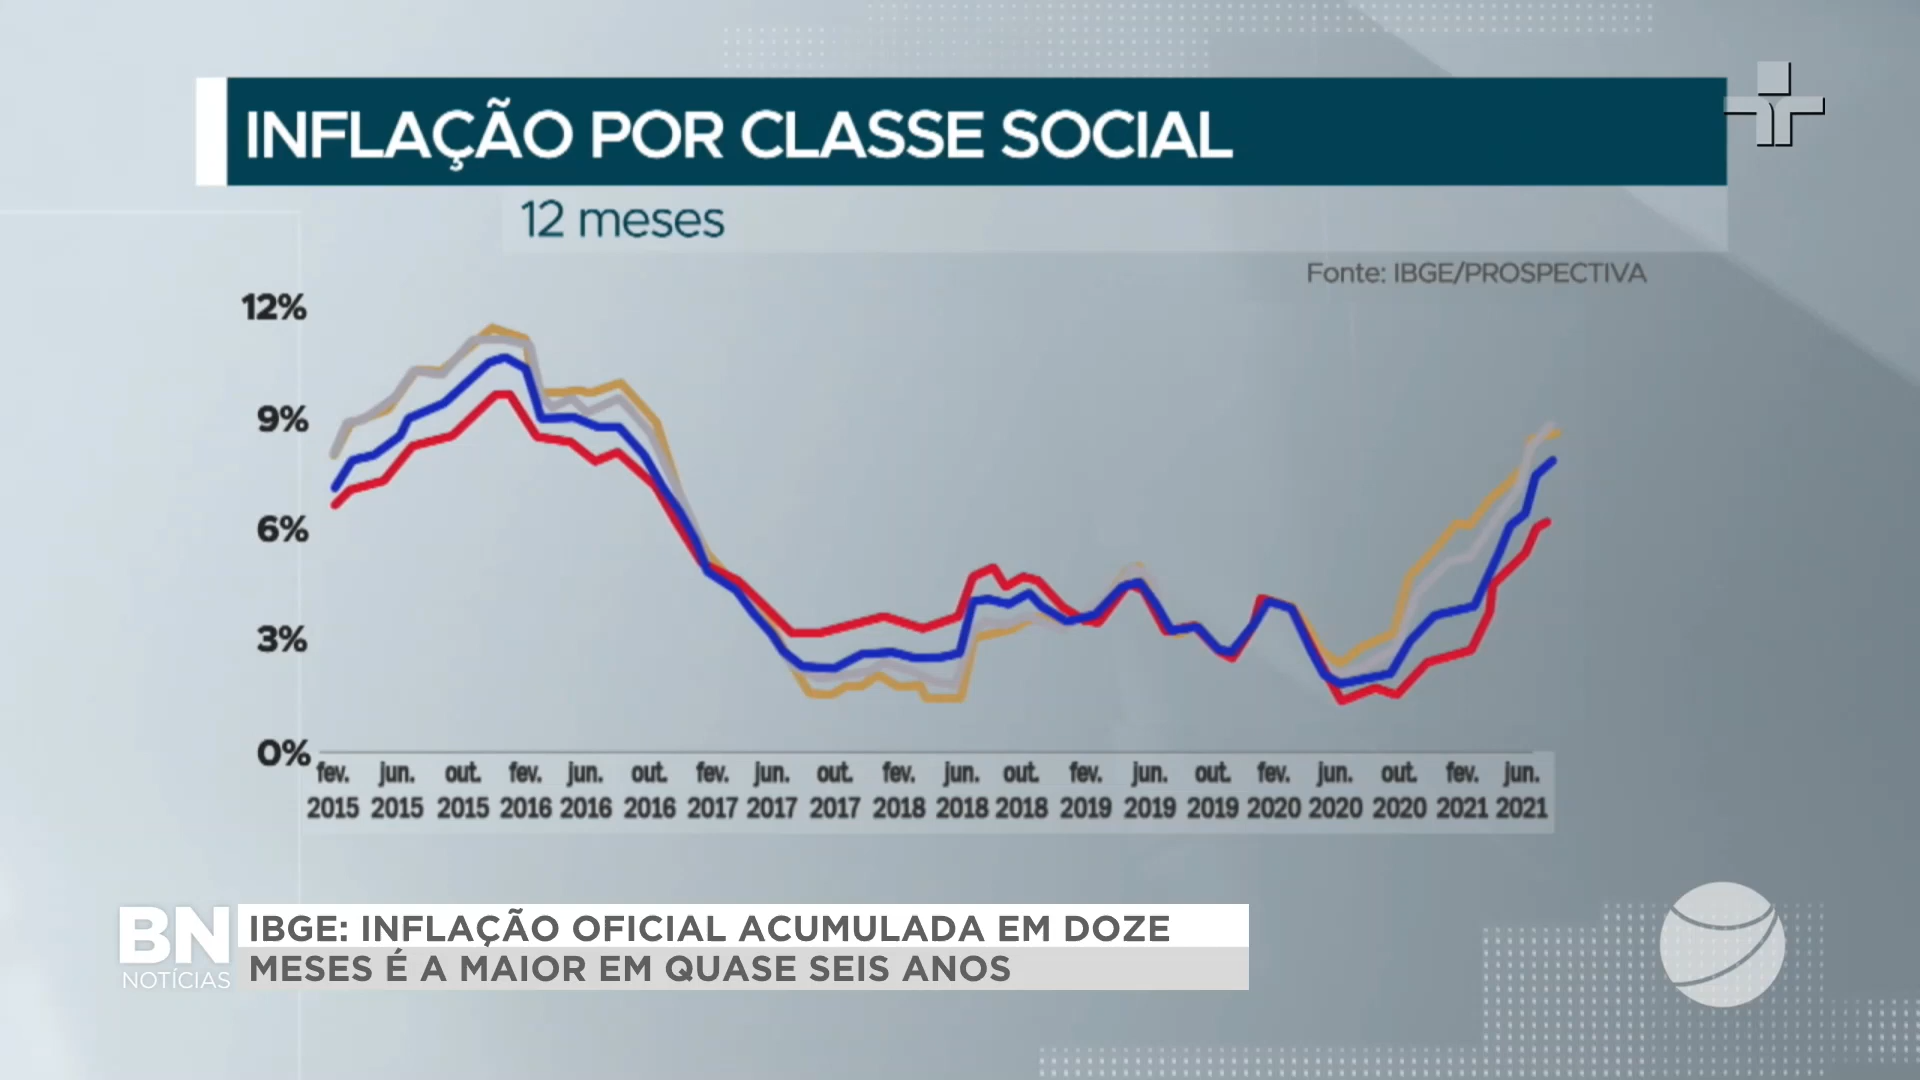 INFLAÇÃO POR CLASSE SOCIAL
12 meses
Fonte: IBGE/PROSPECTIVA
12%
9%
6%
3%
0%
fev. jun. out. fev. jun. out. fev. jun. out. fev. jun. out. fev. jun. out. fev. jun. out. fev. jun.
2015 2015 2015 2016 2016 2016 2017 2017 2017 2018 2018 2018 2019 2019 2019 2020 2020 2020 2021 2021
BN
NOTÍCIAS
IBGE: INFLAÇÃO OFICIAL ACUMULADA EM DOZE
MESES É A MAIOR EM QUASE SEIS ANOS